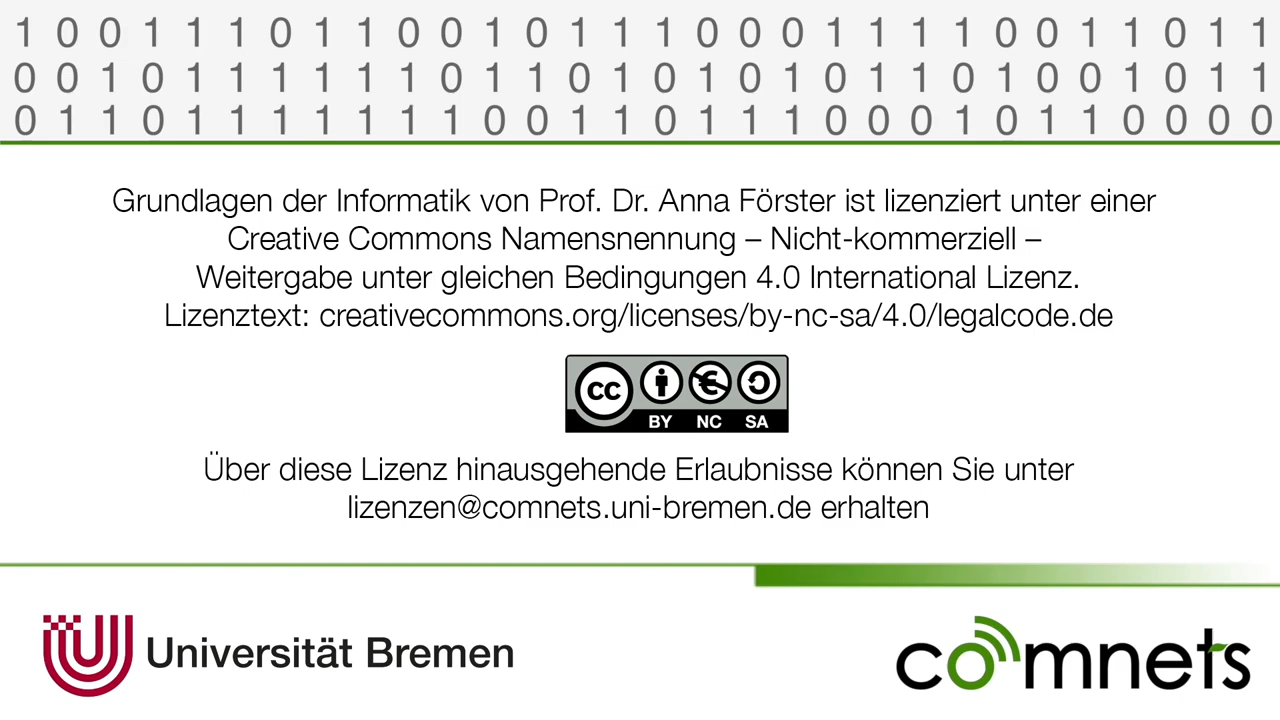 1 0 0 1 1 1 0 1 1 0 0 1 0 1 1 1 0 0 0 1 1 1 1 0 0 1 1 0 1 1
0 0 1 0 1 1 1 1 1 1 0 1 1 0 1 0 1 0 1 0 1 1 0 1 0 0 1 0 1 1
0 1 1 0 1 1 1 1 1 1 1 0 0 1 1 0 1 1 1 0 0 0 1 0 1 1 0 0 0 0
Grundlagen der Informatik von Prof. Dr. Anna Förster ist lizenziert unter einer
Creative Commons Namensnennung – Nicht-kommerziell –
Weitergabe unter gleichen Bedingungen 4.0 International Lizenz.
Lizenztext: creativecommons.org/licenses/by-nc-sa/4.0/legalcode.de
cc
BY NC SA
Über diese Lizenz hinausgehende Erlaubnisse können Sie unter
lizenzen@comnets.uni-bremen.de erhalten
Universität Bremen
comnets